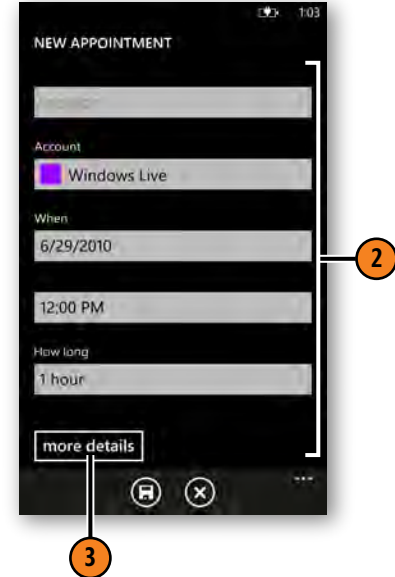 1:03
NEW APPOINTMENT
Account
Windows Live
When
6/29/2010
12:00 PM
How long
1 hour
more details
2
3